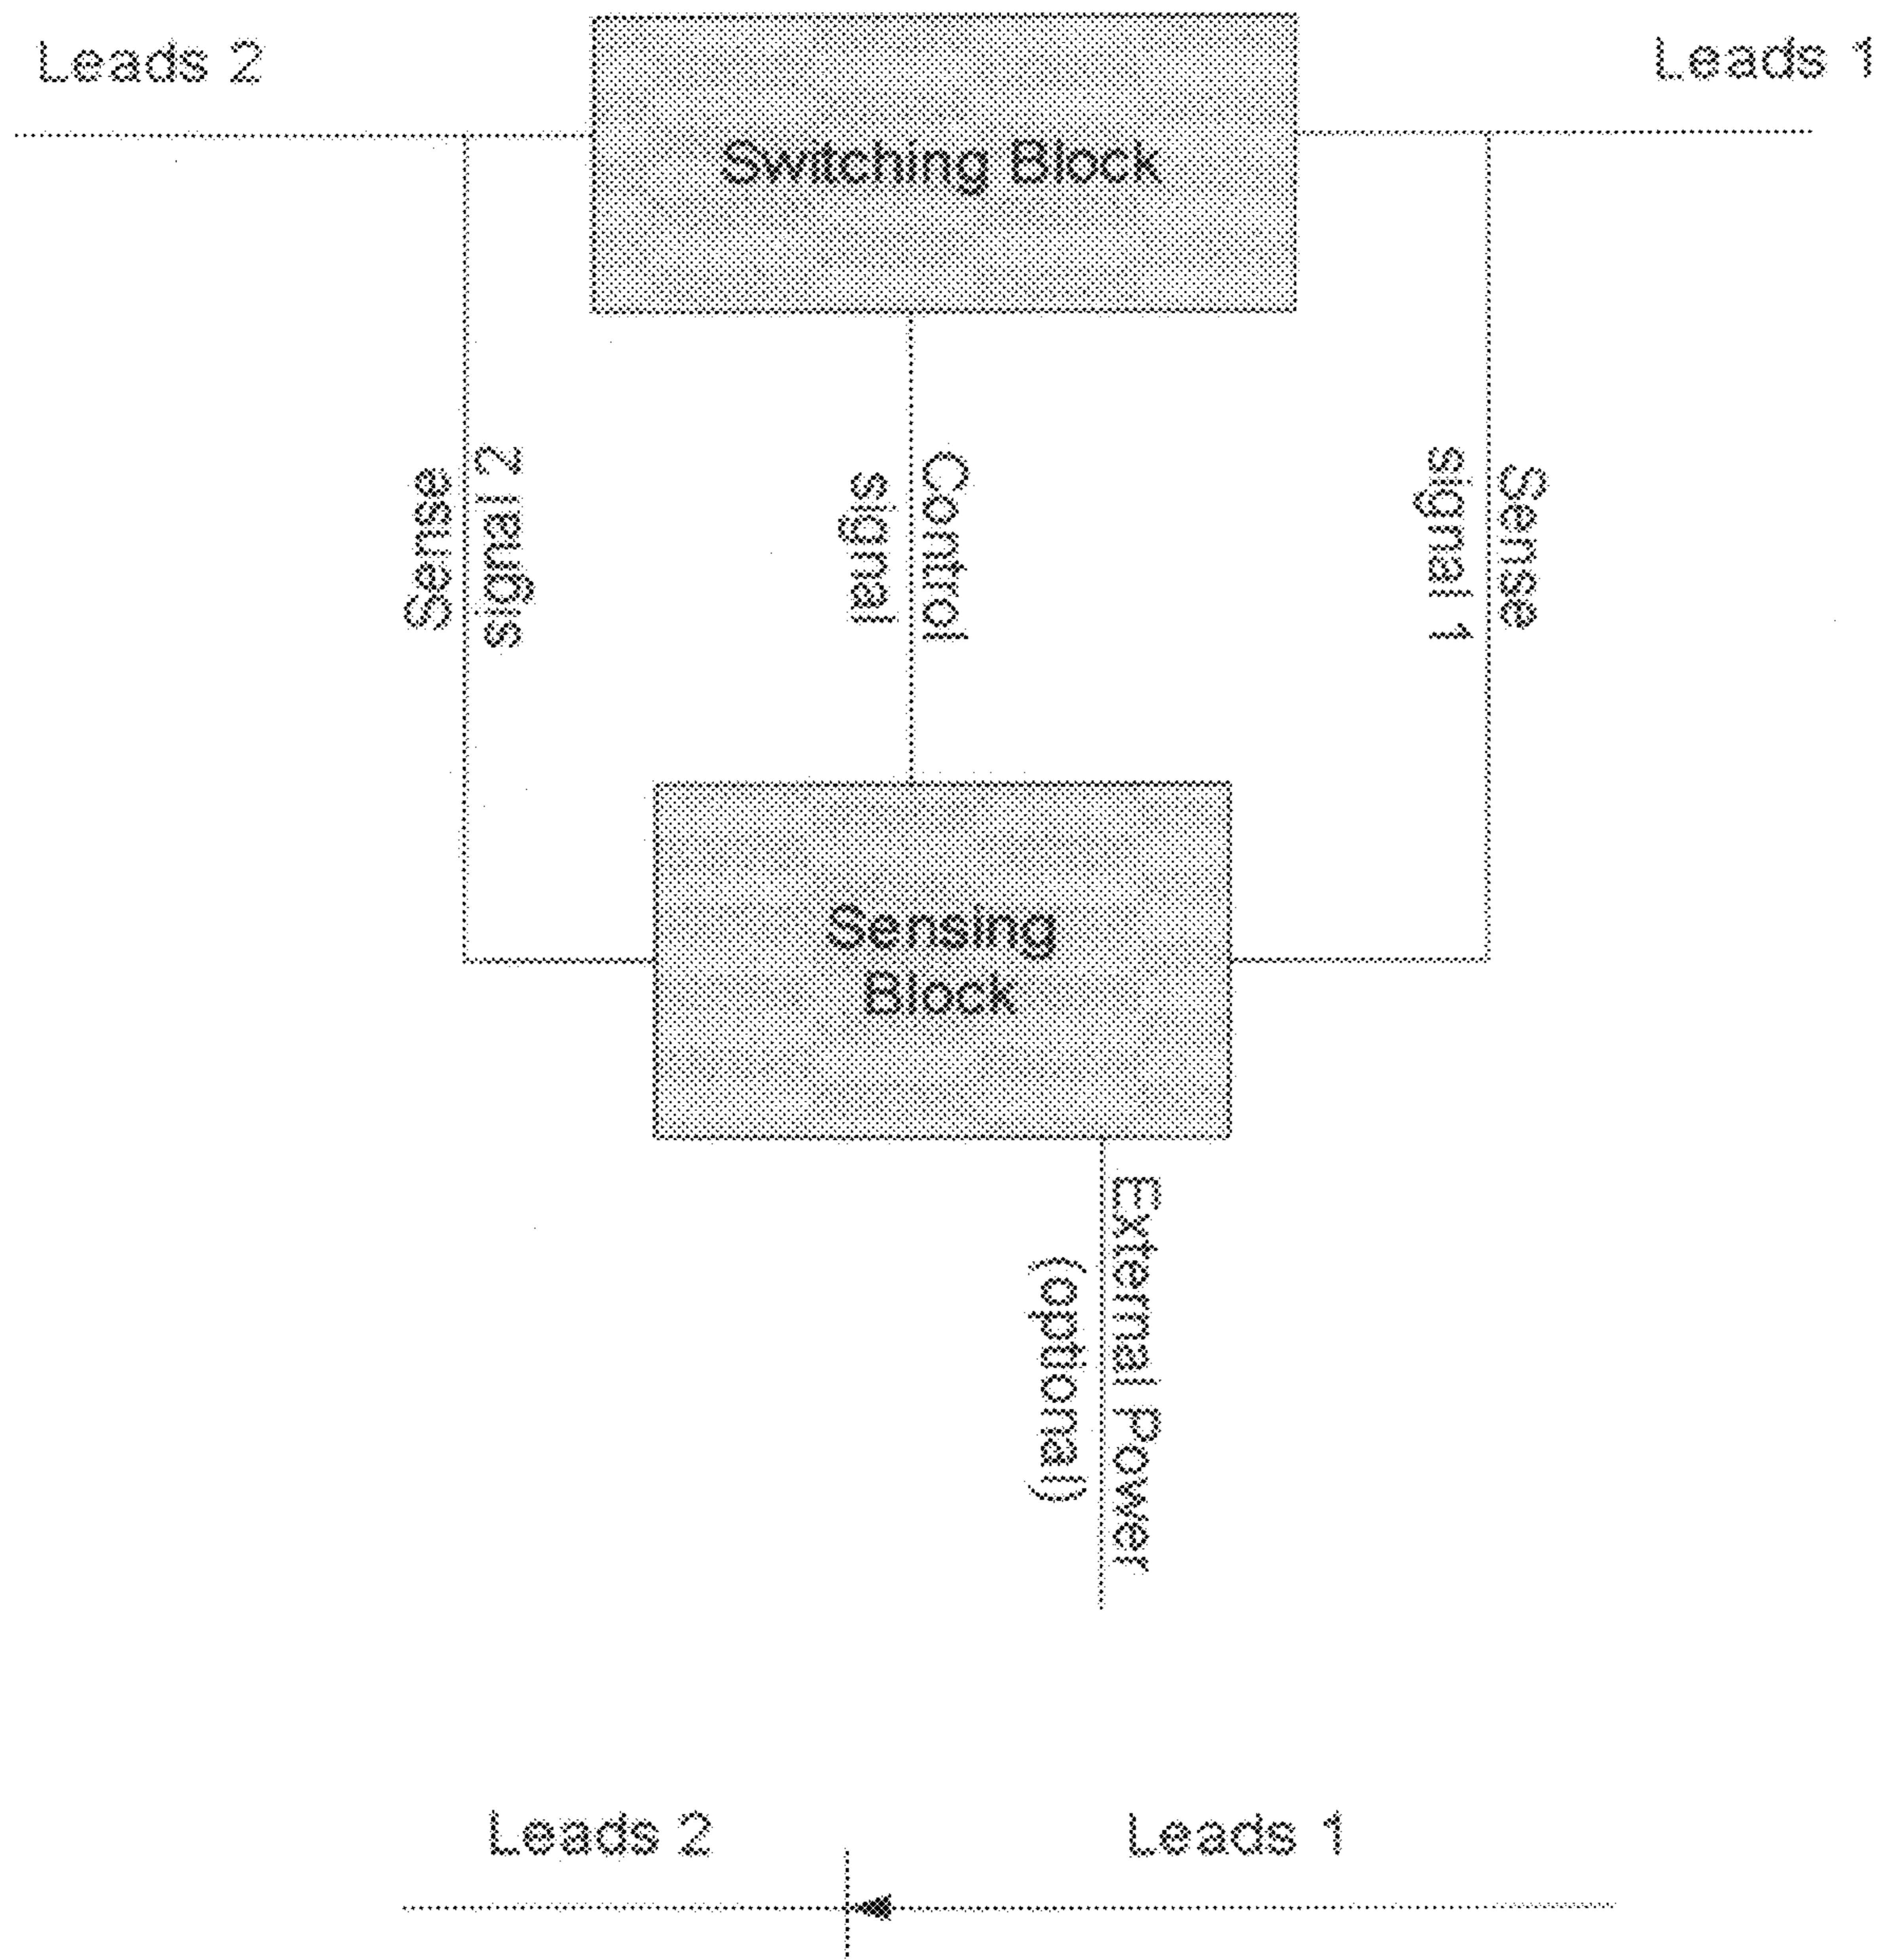 Leads 2
Leads 1
Switching Block
Sense
signal 2
Control
signal
Sense
signal 1
Sensing
Block
External Power
(optional)
Leads 2
Leads 1